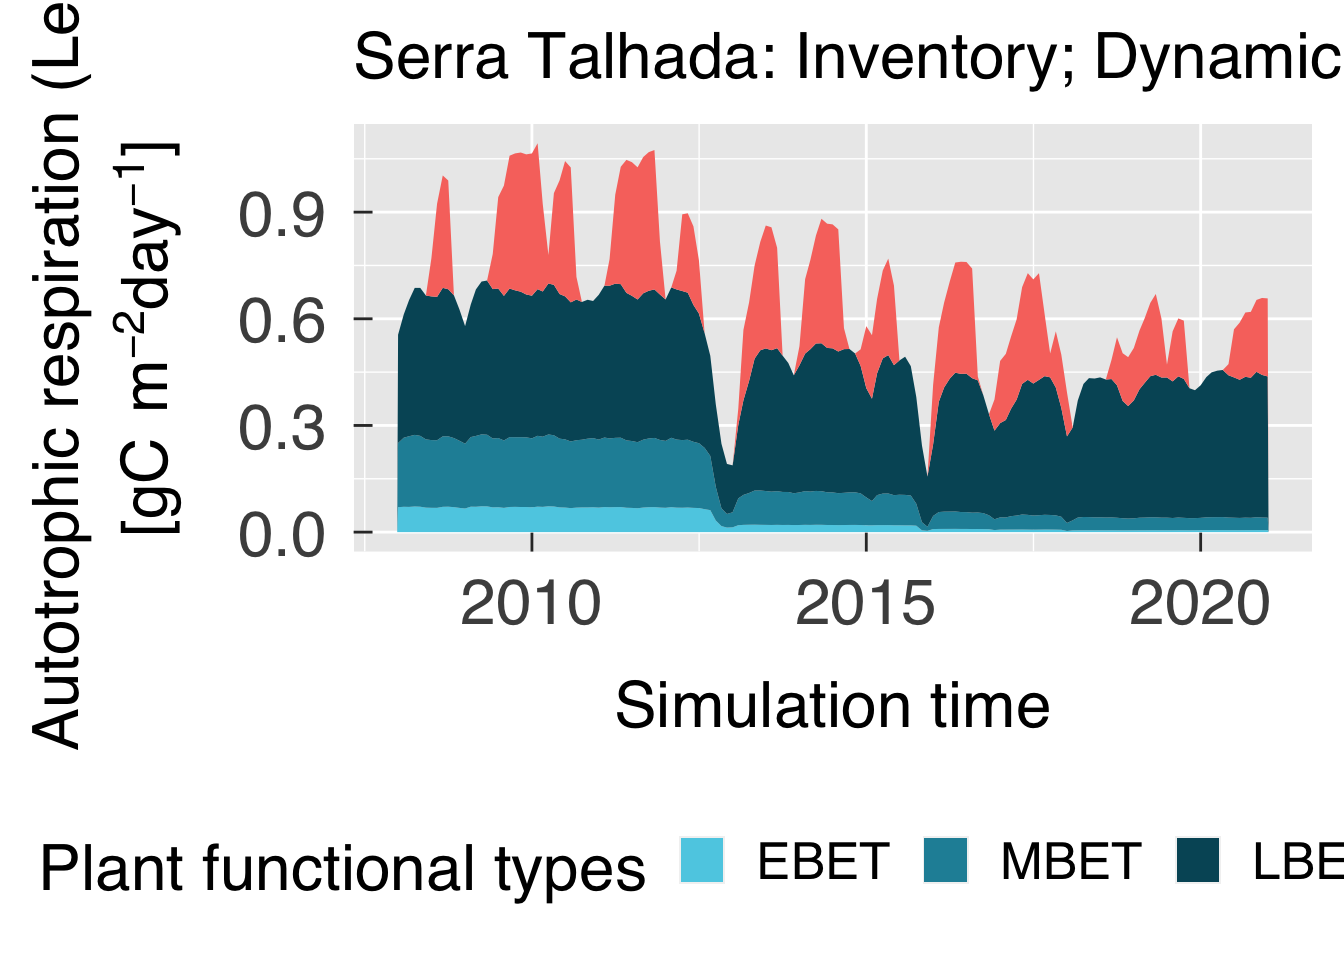 Serra Talhada: Inventory; Dynamic
Autotrophic respiration (Le
[gC m⁻²day⁻¹]
0.9
0.6
0.3
0.0
2010 2015 2020
Simulation time
Plant functional types EBET MBET LBE